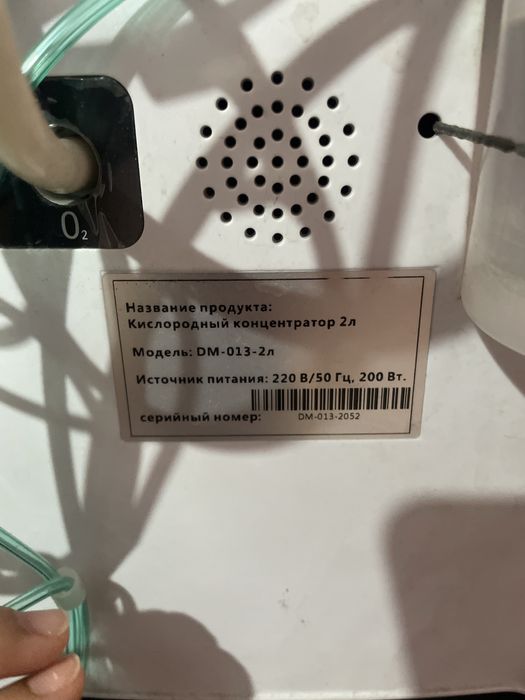 O₂
Название продукта:
Кислородный концентратор 2л
Модель: DM-013-2л
Источник питания: 220 В/50 Гц, 200 Вт.
серийный номер: DM-013-2052